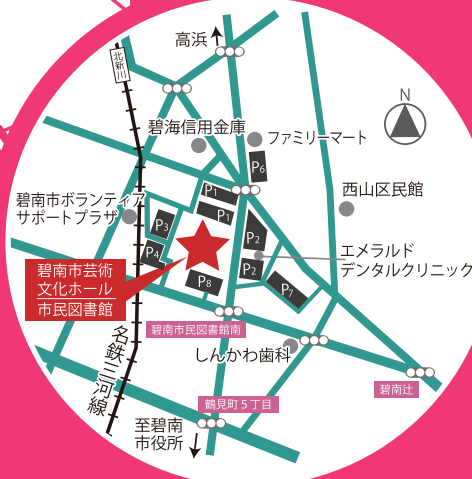 高浜
北新川
N
碧海信用金庫
ファミリーマート
P6
碧南市ボランティア
サポートプラザ
P1
P1
西山区民館
P3
P2
P4
P2
エメラルド
デンタルクリニック
碧南市芸術
文化ホール
市民図書館
P8
P7
碧南市民図書館南
名鉄三河線
しんかわ歯科
碧南辻
鶴見町5丁目
至碧南
市役所